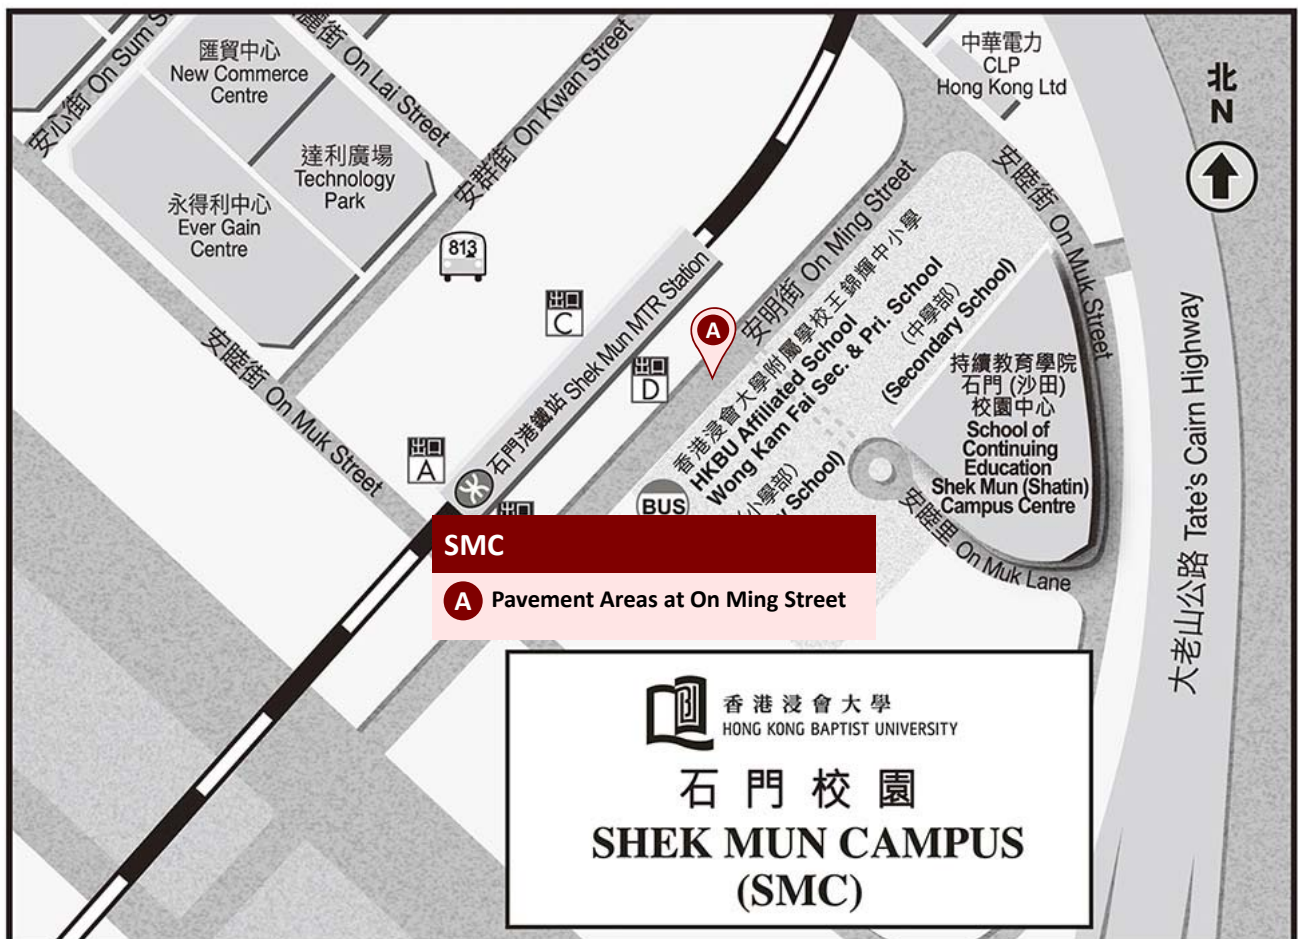 安心街 On Sum S
匯貿中心
New Commerce
Centre
麗街 On Lai Street
安群街 On Kwan Street
達利廣場
Technology
Park
永得利中心
Ever Gain
Centre
中華電力
CLP
Hong Kong Ltd
北
N
813
出口
C
出口
D
出口
A
出口
石門港鐵站 Shek Mun MTR Station
安睦街 On Muk Street
A
安明街 On Ming Street
安睦街 On Muk Street
香港浸會大學附屬學校王錦輝中小學
HKBU Affiliated School
Wong Kam Fai Sec. & Pri. School
(中學部)
(Secondary School)
小學部)
y School)
BUS
持續教育學院
石門 (沙田)
校園中心
School of
Continuing
Education
Shek Mun (Shatin)
Campus Centre
安睦里 On Muk Lane
大老山公路 Tate's Cairn Highway
SMC
A Pavement Areas at On Ming Street
香港浸會大學
HONG KONG BAPTIST UNIVERSITY
石門校園
SHEK MUN CAMPUS
(SMC)